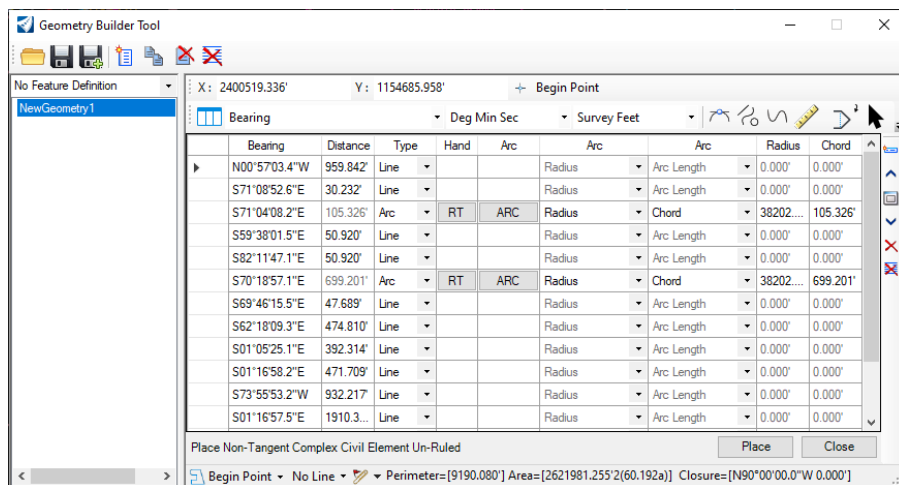 Geometry Builder Tool
No Feature Definition
NewGeometry1
X: 2400519.336' Y: 1154685.958' Begin Point
Bearing Deg Min Sec Survey Feet
Bearing Distance Type Hand Arc Arc Arc Radius Chord
N00°57'03.4"W 959.842' Line Radius Arc Length 0.000' 0.000'
S71°08'52.6"E 30.232' Line Radius Arc Length 0.000' 0.000'
S71°04'08.2"E 105.326' Arc RT ARC Radius Chord 38202.... 105.326'
S59°38'01.5"E 50.920' Line Radius Arc Length 0.000' 0.000'
S82°11'47.1"E 50.920' Line Radius Arc Length 0.000' 0.000'
S70°18'57.1"E 699.201' Arc RT ARC Radius Chord 38202.... 699.201'
S69°46'15.5"E 47.689' Line Radius Arc Length 0.000' 0.000'
S62°18'09.3"E 474.810' Line Radius Arc Length 0.000' 0.000'
S01°05'25.1"E 392.314' Line Radius Arc Length 0.000' 0.000'
S01°16'58.2"E 471.709' Line Radius Arc Length 0.000' 0.000'
S73°55'53.2"W 932.217' Line Radius Arc Length 0.000' 0.000'
S01°16'57.5"E 1910.3... Line Radius Arc Length 0.000' 0.000'
Place Non-Tangent Complex Civil Element Un-Ruled Place Close
Begin Point No Line Perimeter=[9190.080'] Area=[2621981.255'2(60.192a)] Closure=[N90°00'00.0"W 0.000']